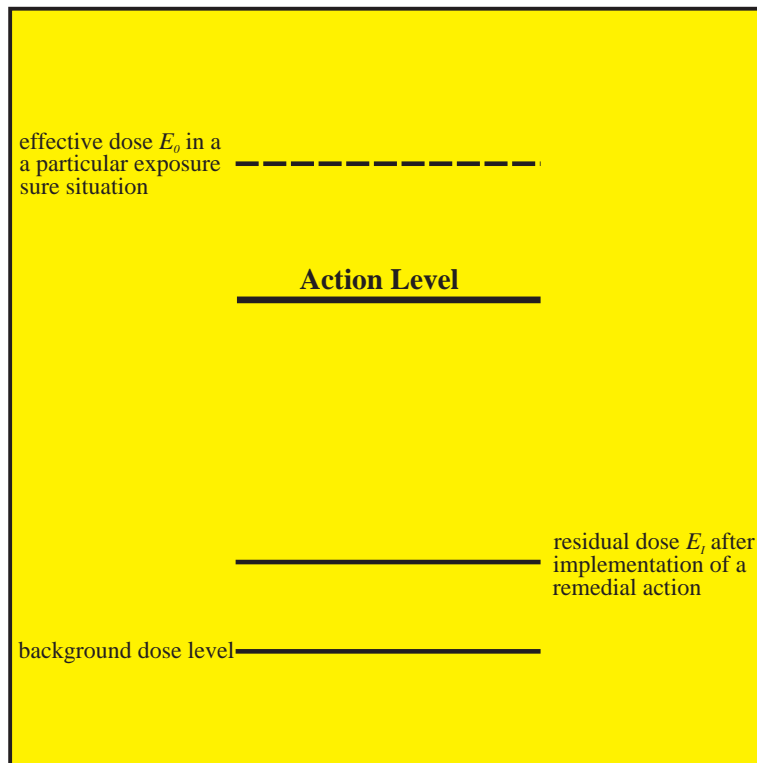 effective dose E₀ in a
a particular exposure
sure situation
Action Level
residual dose E₁ after
implementation of a
remedial action
background dose level